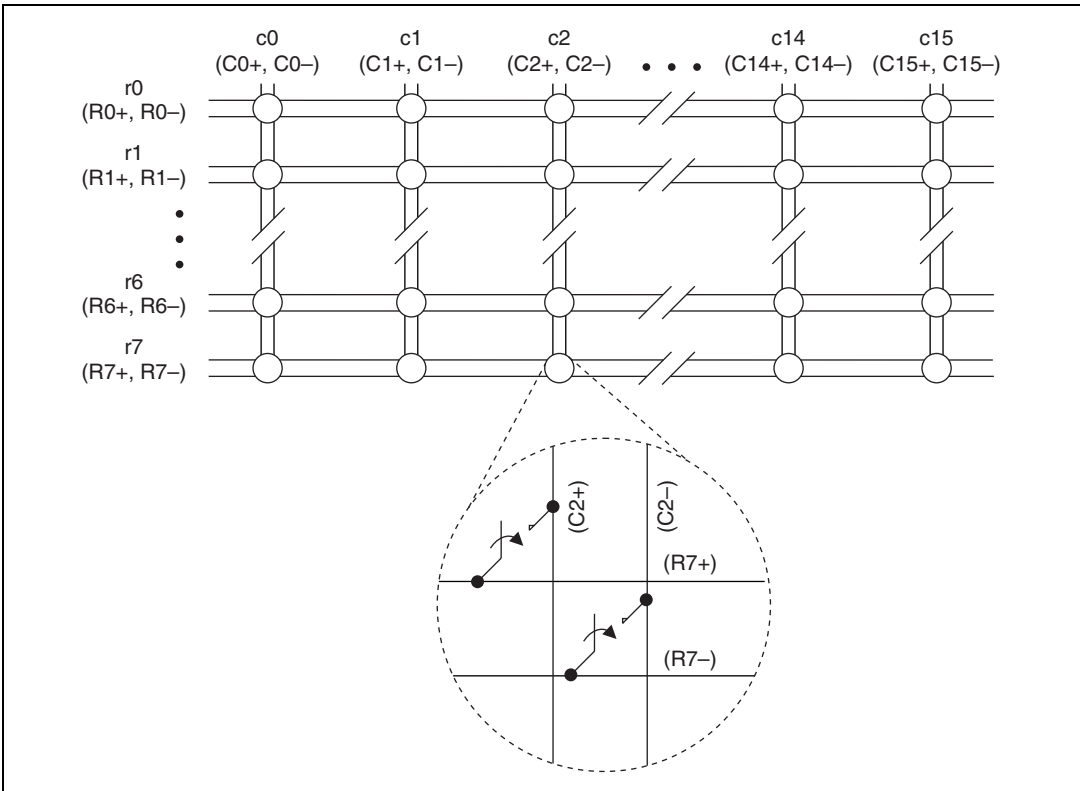 c0 c1 c2 c14 c15
(C0+, C0–) (C1+, C1–) (C2+, C2–) • • • (C14+, C14–) (C15+, C15–)
r0
(R0+, R0–)
r1
(R1+, R1–)
r6
(R6+, R6–)
r7
(R7+, R7–)
(C2+)
(C2–)
(R7+)
(R7–)